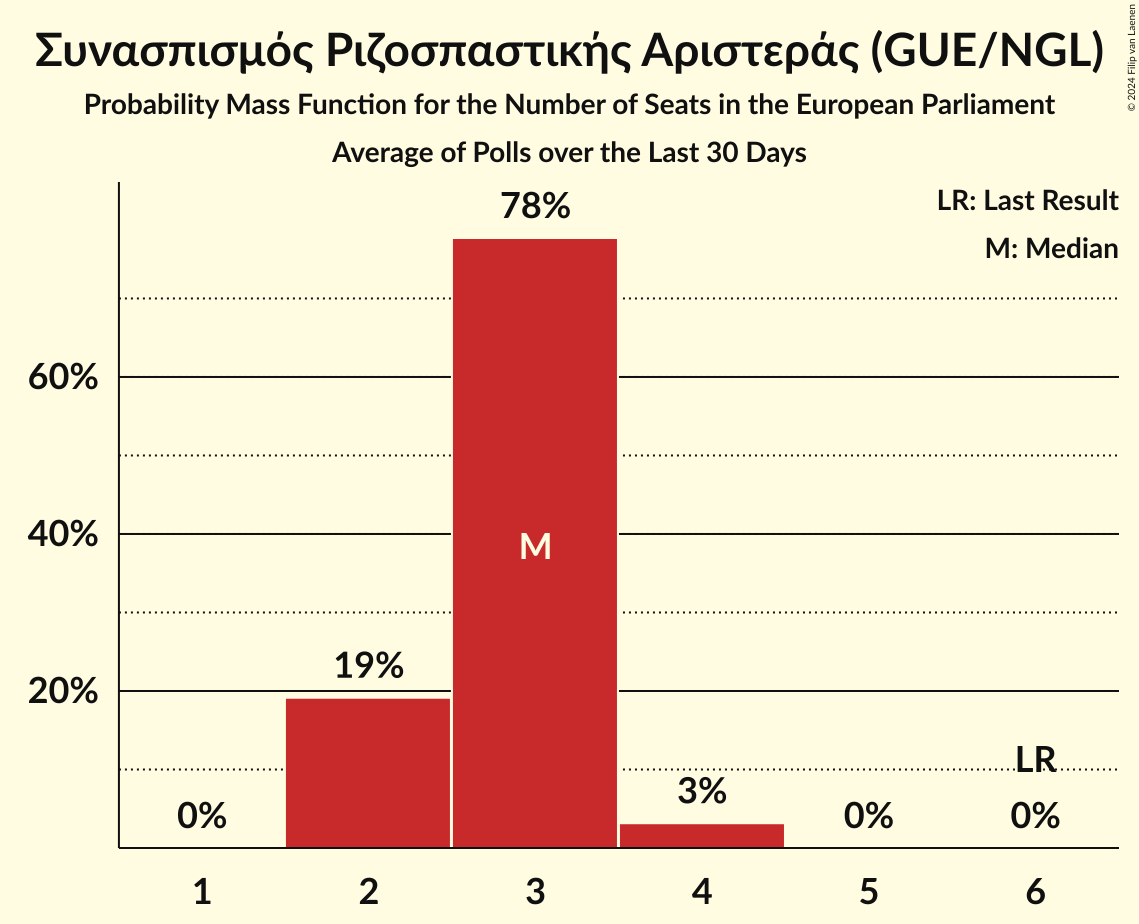 Συνασπισμός Ριζοσπαστικής Αριστεράς (GUE/NGL)
Probability Mass Function for the Number of Seats in the European Parliament
Average of Polls over the Last 30 Days
© 2024 Filip van Laenen
LR: Last Result
M: Median
78%
60%
40%
M
19%
20%
LR
3%
0%
0%
0%
1 2 3 4 5 6